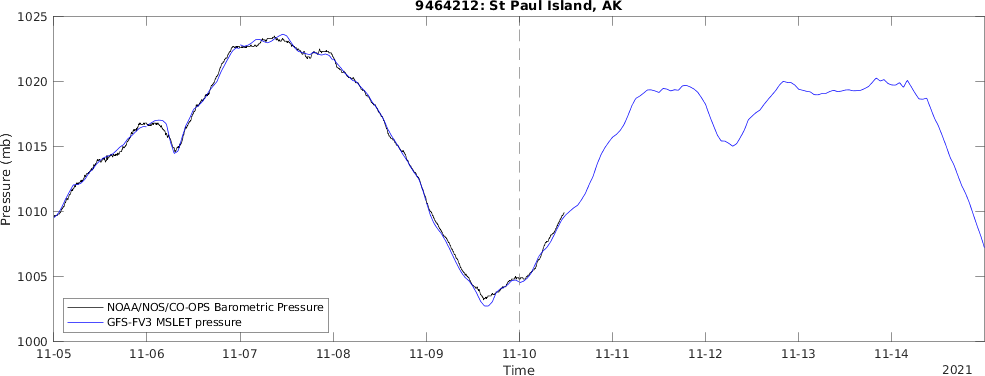 9464212: St Paul Island, AK
Pressure (mb)
1025
1020
1015
1010
1005
1000
NOAA/NOS/CO-OPS Barometric Pressure
GFS-FV3 MSLET pressure
11-05 11-06 11-07 11-08 11-09 11-10 11-11 11-12 11-13 11-14
Time
2021